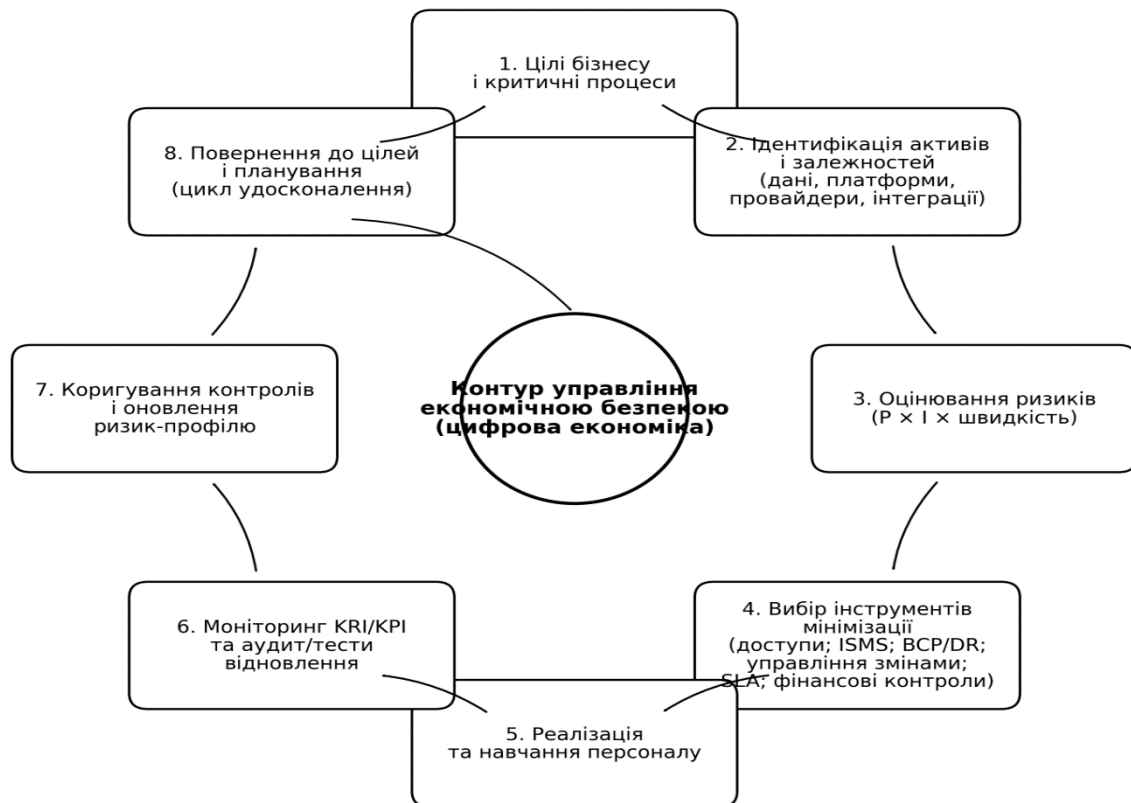 1. Цілі бізнесу
і критичні процеси
2. Ідентифікація активів
і залежностей
(дані, платформи,
провайдери, інтеграції)
3. Оцінювання ризиків
(P × I × швидкість)
4. Вибір інструментів
мінімізації
(доступи; ISMS; BCP/DR;
управління змінами;
SLA; фінансові контролі)
5. Реалізація
та навчання персоналу
6. Моніторинг KRI/KPI
та аудит/тести
відновлення
7. Коригування контролів
і оновлення
ризик-профілю
8. Повернення до цілей
і планування
(цикл удосконалення)
Контур управління
економічною безпекою
(цифрова економіка)